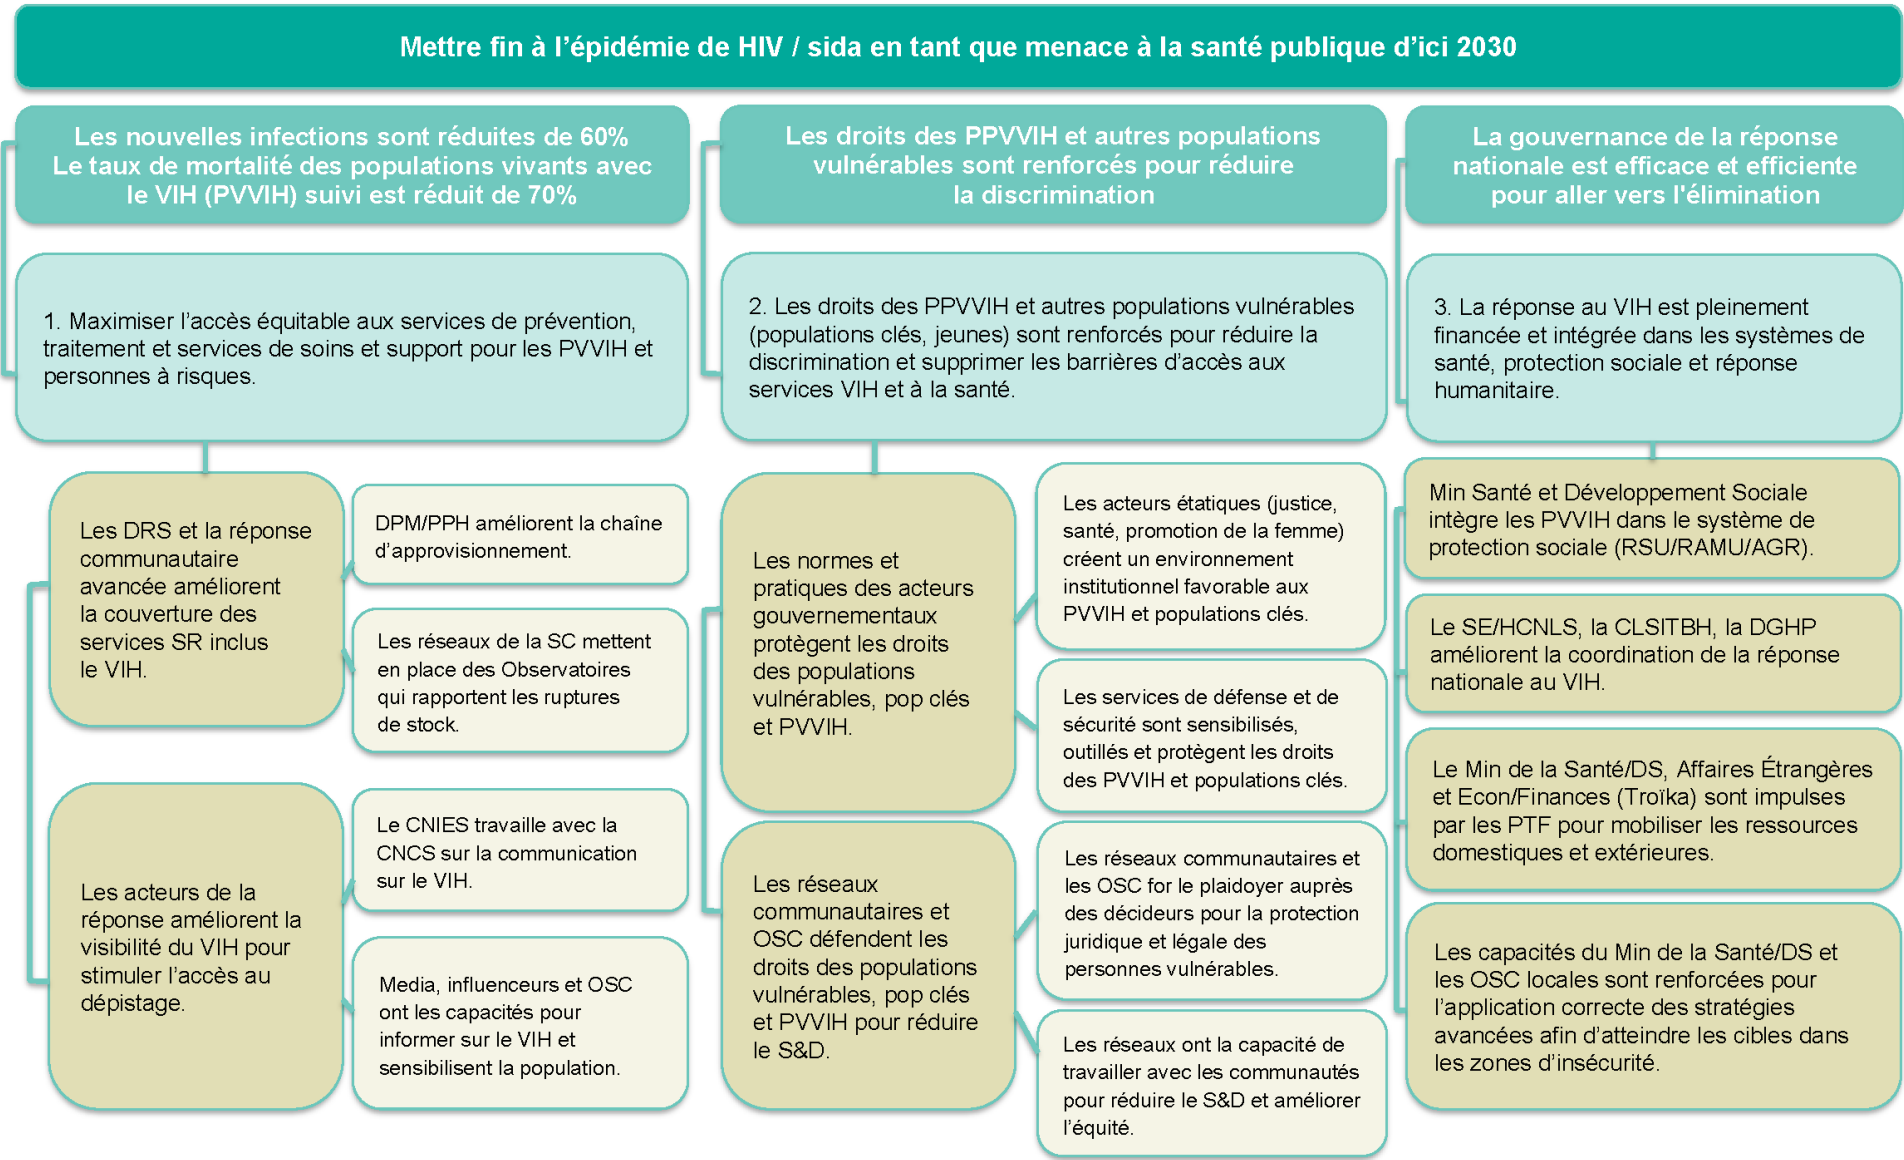 Mettre fin à l’épidémie de HIV / sida en tant que menace à la santé publique d’ici 2030
Les nouvelles infections sont réduites de 60%
Le taux de mortalité des populations vivants avec
le VIH (PVVIH) suivi est réduit de 70%
1. Maximiser l’accès équitable aux services de prévention,
traitement et services de soins et support pour les PVVIH et
personnes à risques.
Les DRS et la réponse
communautaire
avancée améliorent
la couverture des
services SR inclus
le VIH.
DPM/PPH améliorent la chaîne
d’approvisionnement.
Les réseaux de la SC mettent
en place des Observatoires
qui rapportent les ruptures
de stock.
Les acteurs de la
réponse améliorent la
visibilité du VIH pour
stimuler l’accès au
dépistage.
Le CNIES travaille avec la
CNCS sur la communication
sur le VIH.
Media, influenceurs et OSC
ont les capacités pour
informer sur le VIH et
sensibilisent la population.
Les droits des PPVVIH et autres populations
vulnérables sont renforcés pour réduire
la discrimination
2. Les droits des PPVVIH et autres populations vulnérables
(populations clés, jeunes) sont renforcés pour réduire la
discrimination et supprimer les barrières d’accès aux
services VIH et à la santé.
Les normes et
pratiques des acteurs
gouvernementaux
protègent les droits
des populations
vulnérables, pop clés
et PVVIH.
Les acteurs étatiques (justice,
santé, promotion de la femme)
créent un environnement
institutionnel favorable aux
PVVIH et populations clés.
Les services de défense et de
sécurité sont sensibilisés,
outillés et protègent les droits
des PVVIH et populations clés.
Les réseaux
communautaires et
OSC défendent les
droits des populations
vulnérables, pop clés
et PVVIH pour réduire
le S&D.
Les réseaux communautaires et
les OSC for le plaidoyer auprès
des décideurs pour la protection
juridique et légale des
personnes vulnérables.
Les réseaux ont la capacité de
travailler avec les communautés
pour réduire le S&D et améliorer
l’équité.
La gouvernance de la réponse
nationale est efficace et efficiente
pour aller vers l'élimination
3. La réponse au VIH est pleinement
financée et intégrée dans les systèmes de
santé, protection sociale et réponse
humanitaire.
Min Santé et Développement Sociale
intègre les PVVIH dans le système de
protection sociale (RSU/RAMU/AGR).
Le SE/HCNLS, la CLSITBH, la DGHP
améliorent la coordination de la réponse
nationale au VIH.
Le Min de la Santé/DS, Affaires Étrangères
et Econ/Finances (Troïka) sont impulses
par les PTF pour mobiliser les ressources
domestiques et extérieures.
Les capacités du Min de la Santé/DS et
les OSC locales sont renforcées pour
l’application correcte des stratégies
avancées afin d’atteindre les cibles dans
les zones d’insécurité.